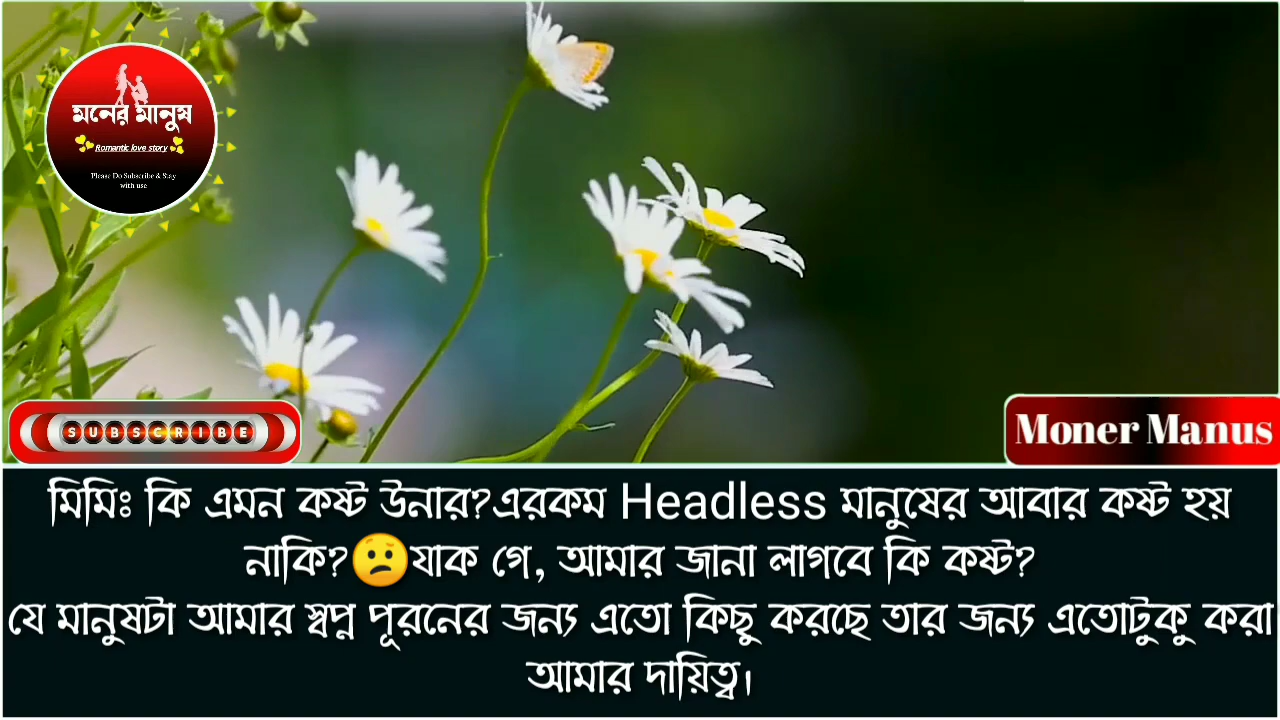 মনের মানুষ
Romantic love story
Please Do Subscribe & Stay
with use
SUBSCRIBE
Moner Manus
মিমিঃ কি এমন কষ্ট উনার?এরকম Headless মানুষের আবার কষ্ট হয়
নাকি?😟যাক গে, আমার জানা লাগবে কি কষ্ট?
যে মানুষটা আমার স্বপ্ন পূরনের জন্য এতো কিছু করছে তার জন্য এতোটুকু করা
আমার দায়িত্ব।